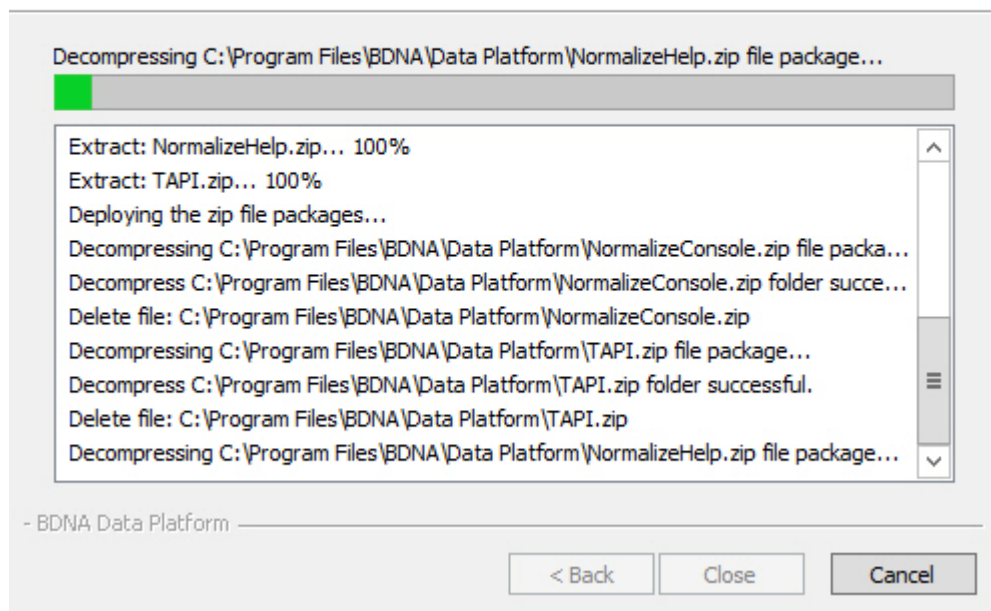 Decompressing C:\Program Files\BDNA\Data Platform\NormalizeHelp.zip file package...
Extract: NormalizeHelp.zip... 100%
Extract: TAPI.zip... 100%
Deploying the zip file packages...
Decompressing C:\Program Files\BDNA\Data Platform\NormalizeConsole.zip file packa...
Decompress C:\Program Files\BDNA\Data Platform\NormalizeConsole.zip folder succe...
Delete file: C:\Program Files\BDNA\Data Platform\NormalizeConsole.zip
Decompressing C:\Program Files\BDNA\Data Platform\TAPI.zip file package...
Decompress C:\Program Files\BDNA\Data Platform\TAPI.zip folder successful.
Delete file: C:\Program Files\BDNA\Data Platform\TAPI.zip
Decompressing C:\Program Files\BDNA\Data Platform\NormalizeHelp.zip file package...
- BDNA Data Platform
< Back Close Cancel